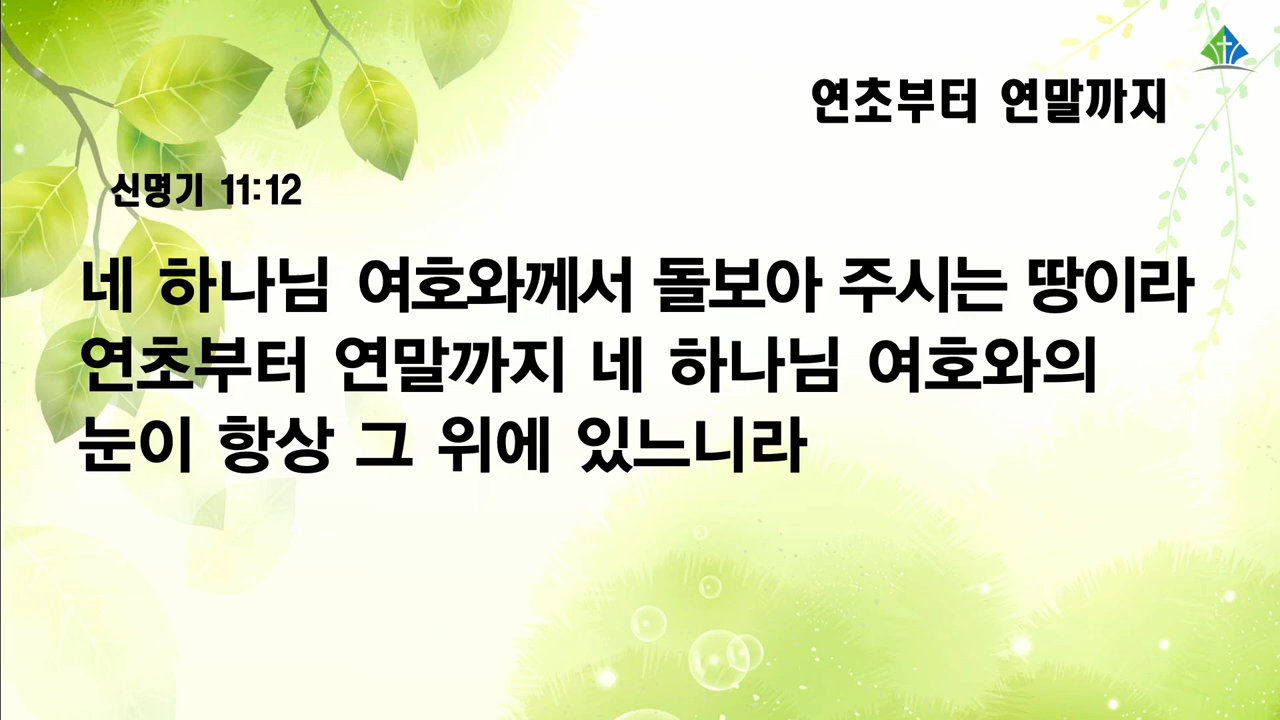 연초부터 연말까지
신명기 11:12
네 하나님 여호와께서 돌보아 주시는 땅이라
연초부터 연말까지 네 하나님 여호와의
눈이 항상 그 위에 있느니라